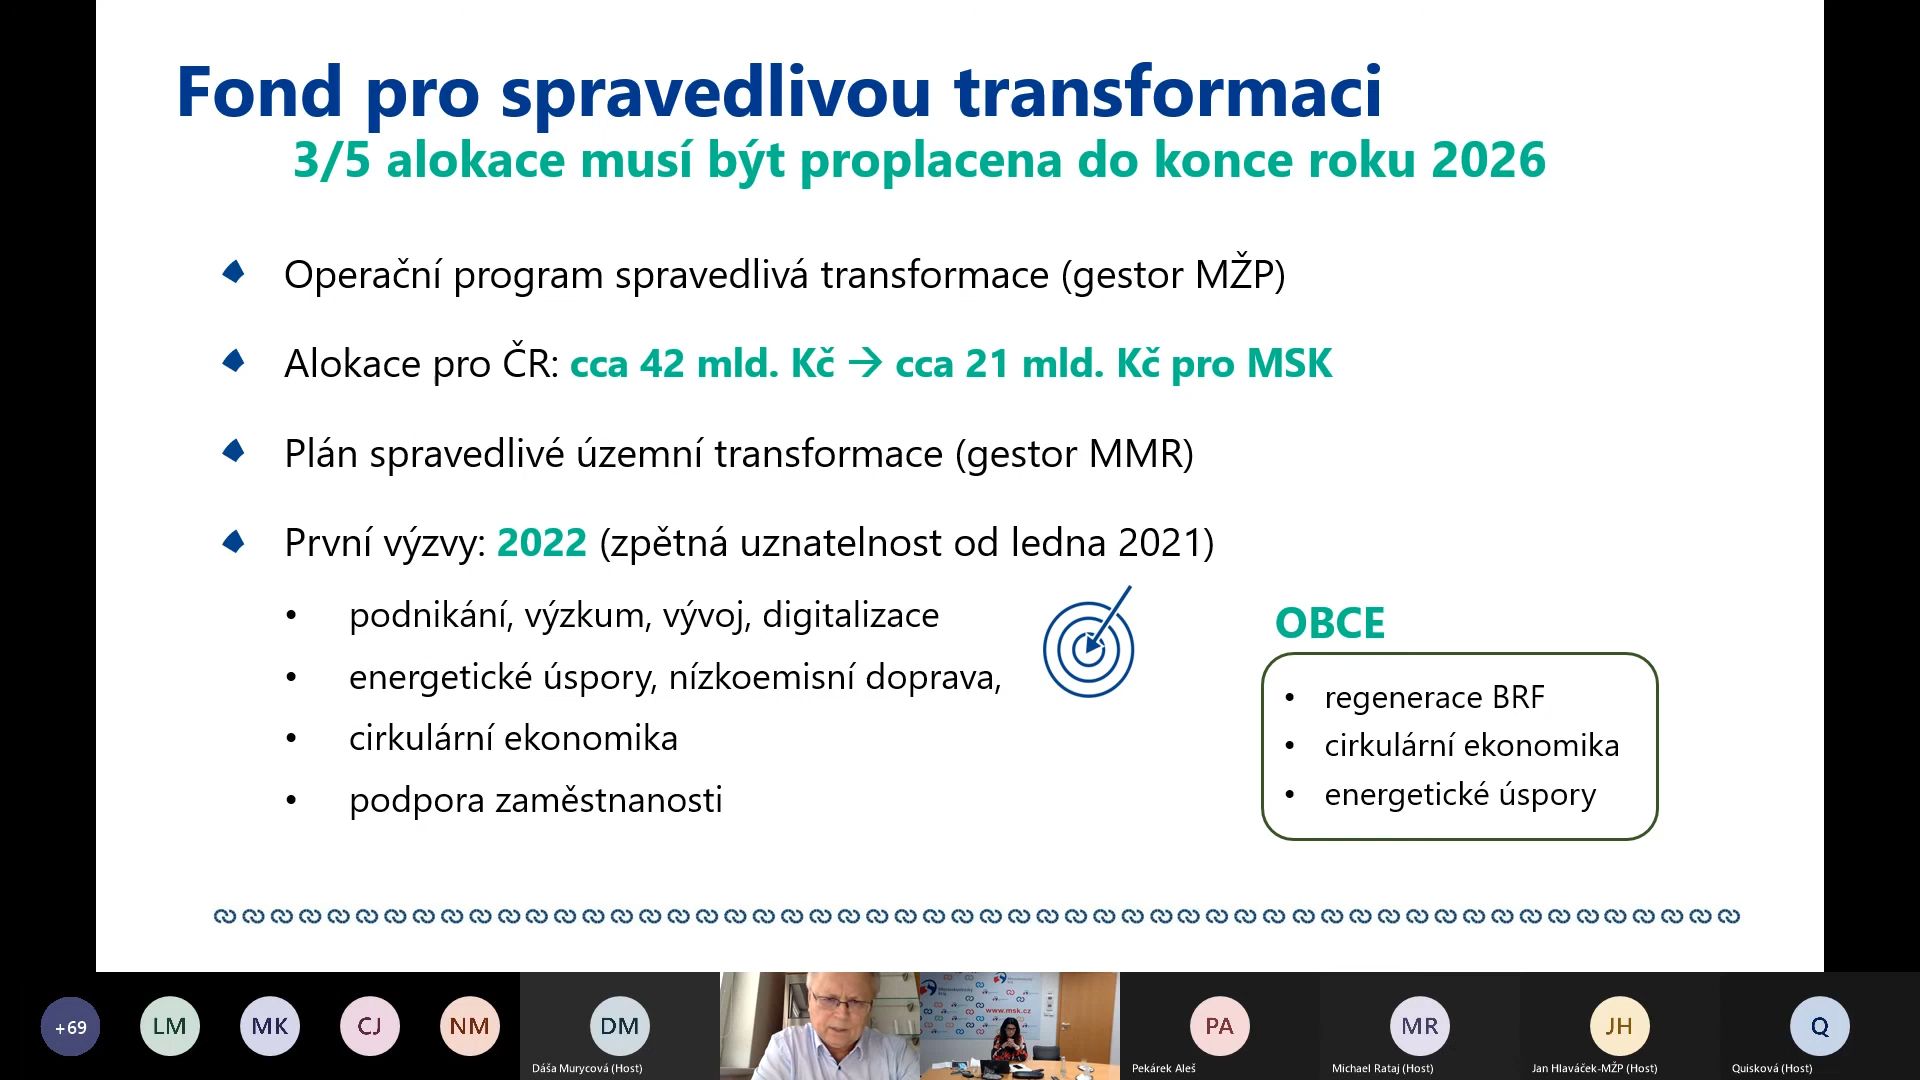 Fond pro spravedlivou transformaci
3/5 alokace musí být proplacena do konce roku 2026
Operační program spravedlivá transformace (gestor MŽP)
Alokace pro ČR: cca 42 mld. Kč → cca 21 mld. Kč pro MSK
Plán spravedlivé územní transformace (gestor MMR)
První výzvy: 2022 (zpětná uznatelnost od ledna 2021)
• podnikání, výzkum, vývoj, digitalizace
• energetické úspory, nízkoemisní doprava,
• cirkulární ekonomika
• podpora zaměstnanosti
OBCE
• regenerace BRF
• cirkulární ekonomika
• energetické úspory
+69
LM
MK
CJ
NM
DM
Dáša Murycová (Host)
www.msk.cz
PA
Pekárek Aleš
MR
Michael Rataj (Host)
JH
Jan Hlaváček-MŽP (Host)
Q
Quisková (Host)